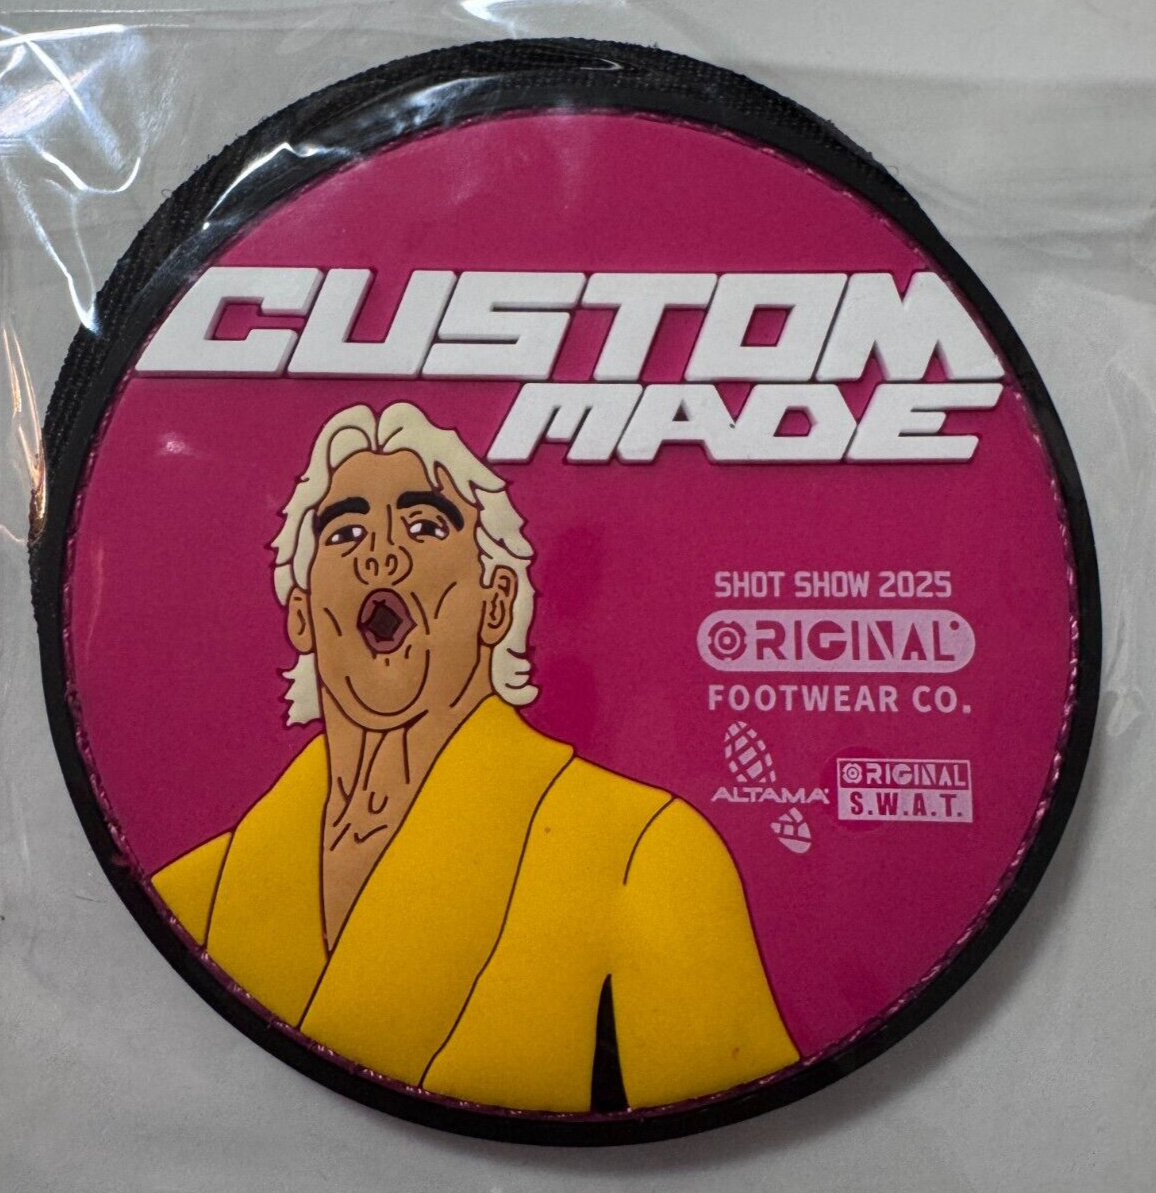 CUSTOM
MADE
SHOT SHOW 2025
ORIGINAL
FOOTWEAR CO.
ALTAMA
ORIGINAL
S.W.A.T.